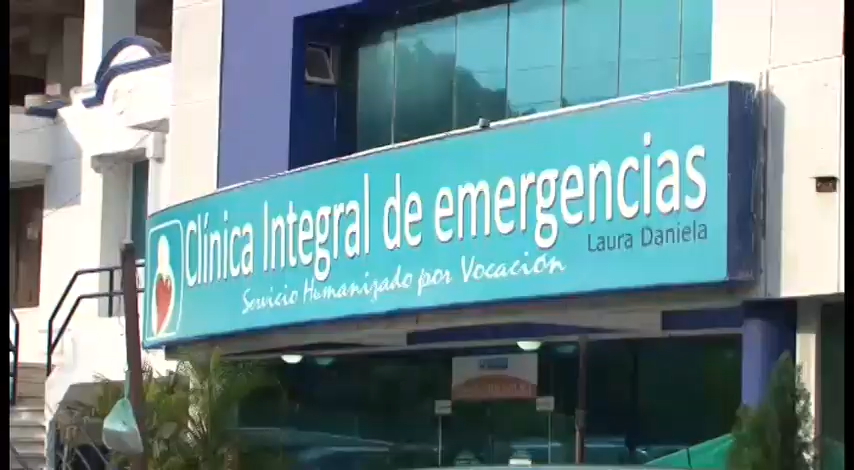 Clínica Integral de emergencias
Laura Daniela
Servicio Humanizado por Vocación